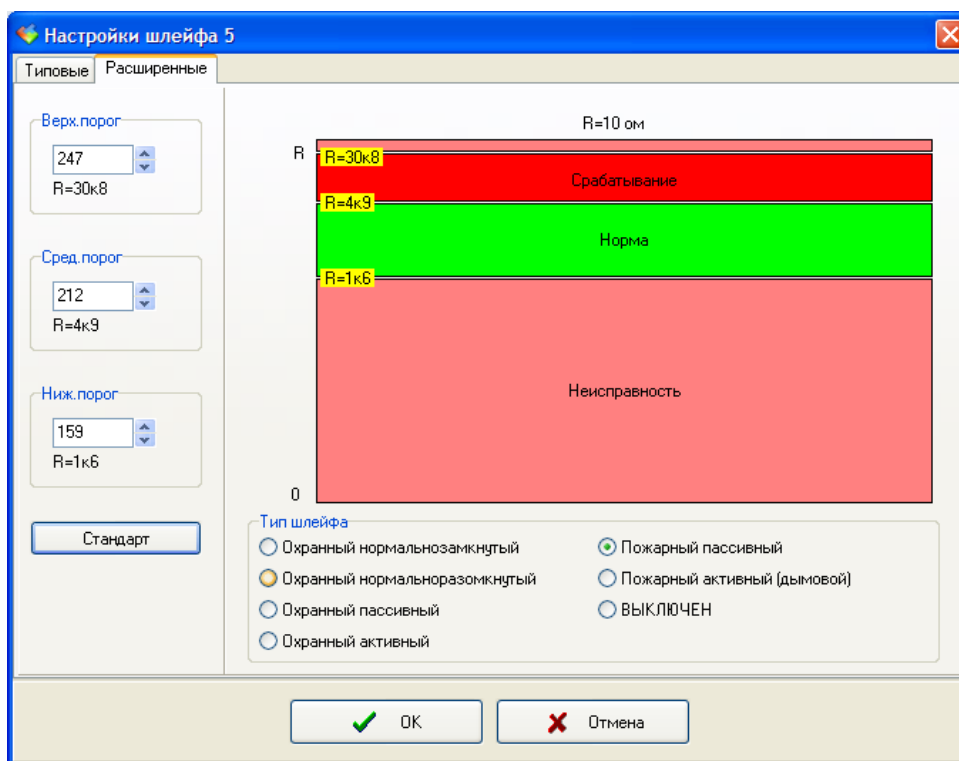 Настройки шлейфа 5
Типовые
Расширенные
Верх.порог
247
R=30к8
Сред.порог
212
R=4к9
Ниж.порог
159
R=1к6
Стандарт
R=10 ом
R
R=30к8
Срабатывание
R=4к9
Норма
R=1к6
Неисправность
0
Тип шлейфа
Охранный нормальнозамкнутый
Охранный нормальноразомкнутый
Охранный пассивный
Охранный активный
Пожарный пассивный
Пожарный активный (дымовой)
ВЫКЛЮЧЕН
OK
Отмена